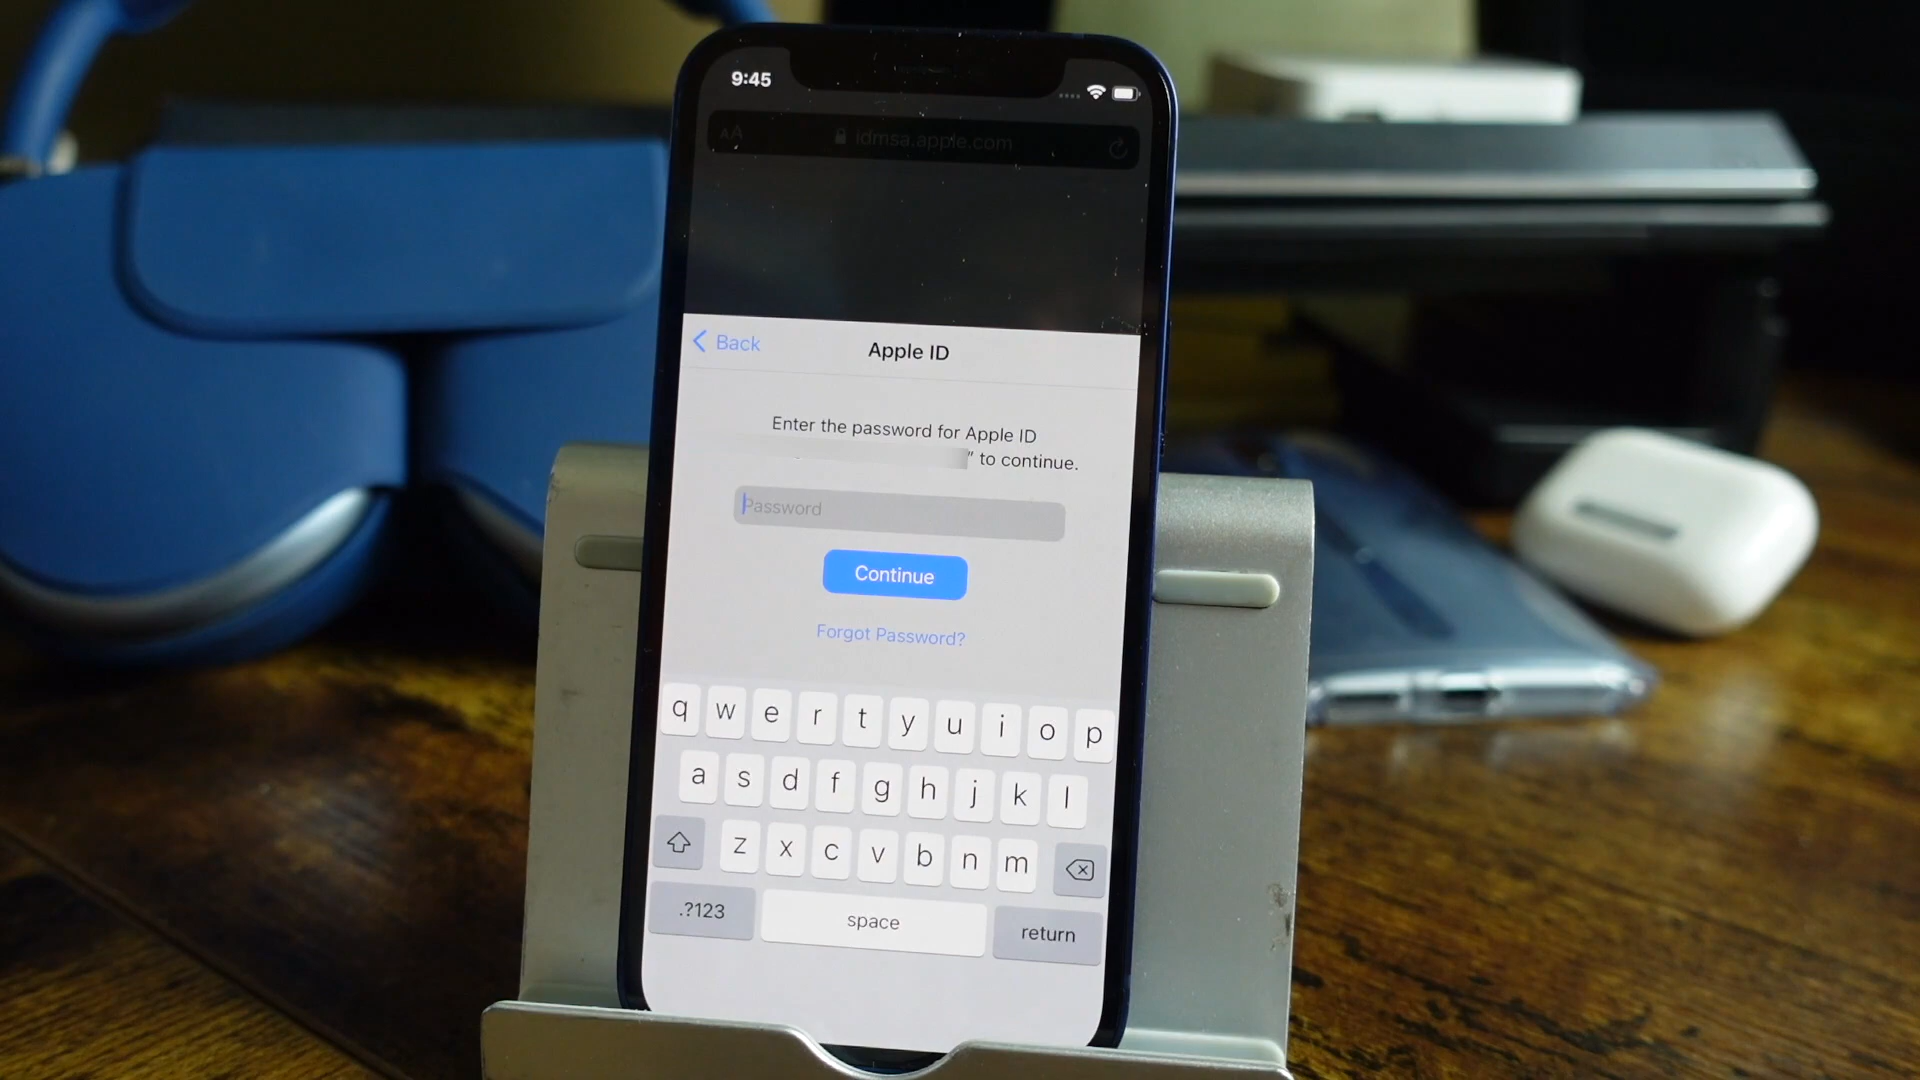 9:45
AA idmsa.apple.com
Back
Apple ID
Enter the password for Apple ID
” to continue.
Password
Continue
Forgot Password?
q w e r t y u i o p
a s d f g h j k l
z x c v b n m
.?123 space return